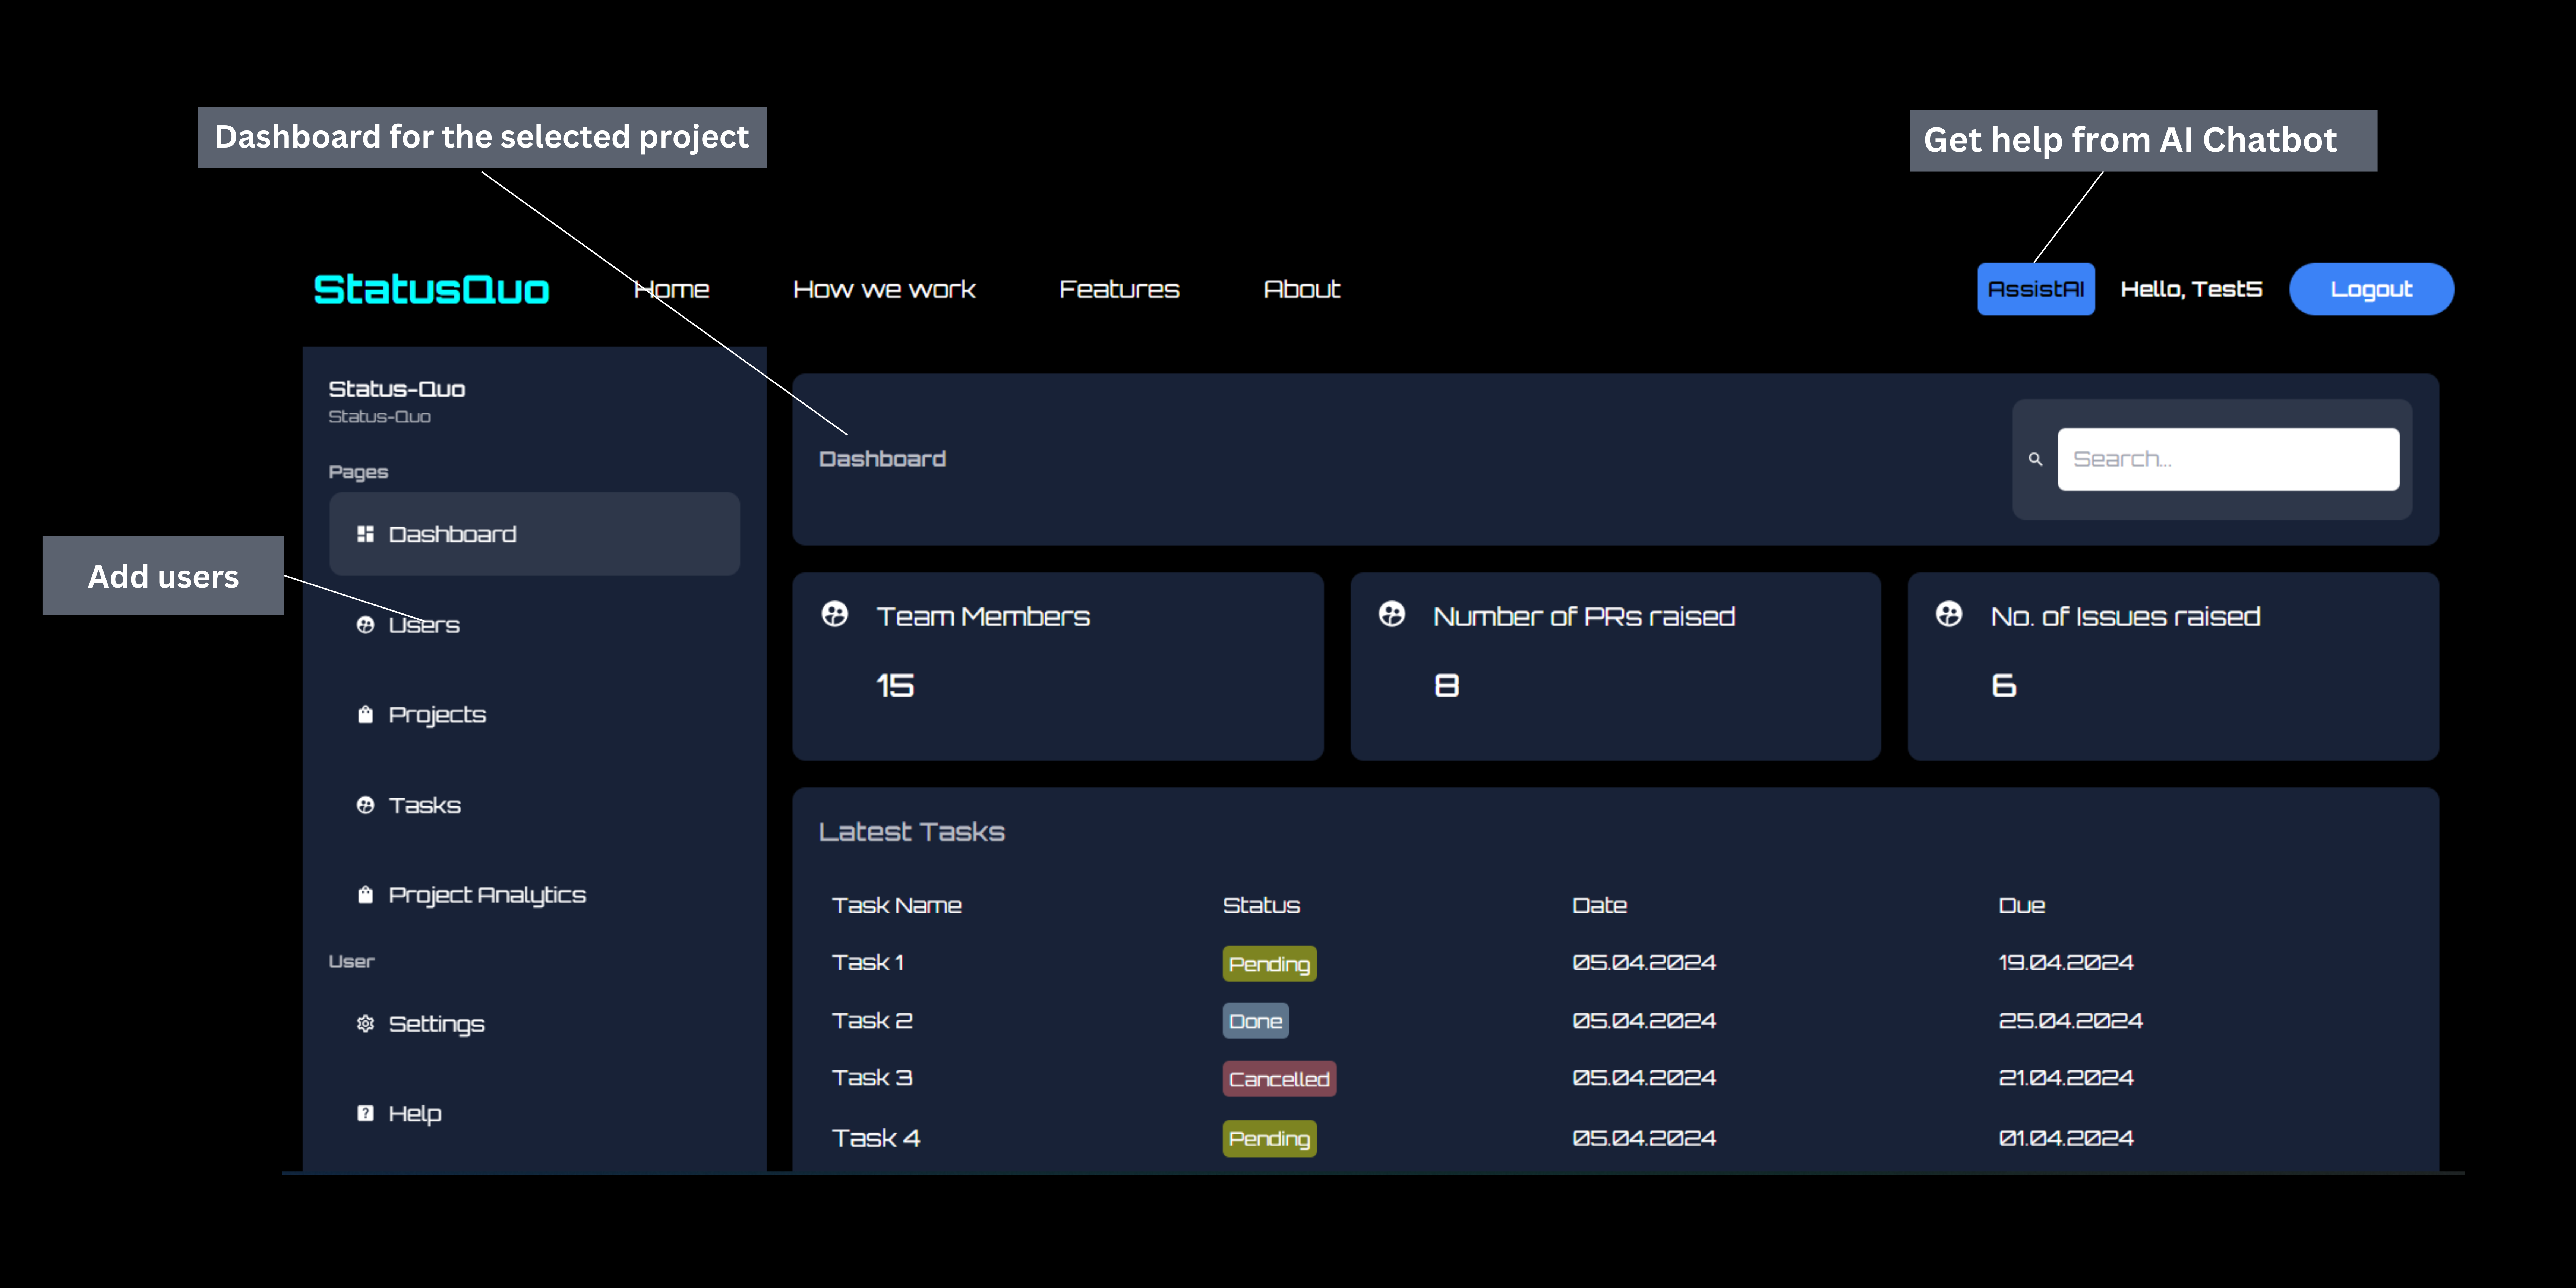 Dashboard for the selected project
Get help from AI Chatbot
StatusQuo
Home
How we work
Features
About
AssistAI
Hello, Test5
Logout
Status-Quo
Status-Quo
Pages
Dashboard
Add users
Users
Projects
Tasks
Project Analytics
User
Settings
Help
Dashboard
Search...
Team Members
15
Number of PRs raised
8
No. of Issues raised
6
Latest Tasks
Task Name Status Date Due
Task 1 Pending 05.04.2024 19.04.2024
Task 2 Done 05.04.2024 25.04.2024
Task 3 Cancelled 05.04.2024 21.04.2024
Task 4 Pending 05.04.2024 01.04.2024